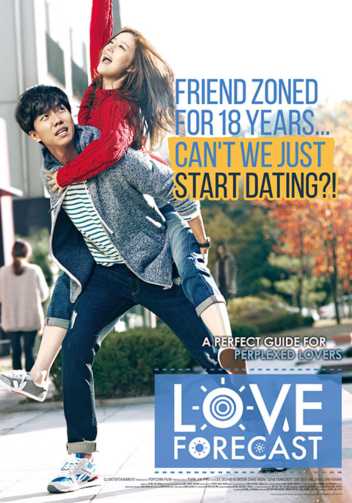 FRIEND ZONED
FOR 18 YEARS...
CAN'T WE JUST
START DATING?!
A PERFECT GUIDE FOR
PERPLEXED LOVERS
LOVE
FORECAST